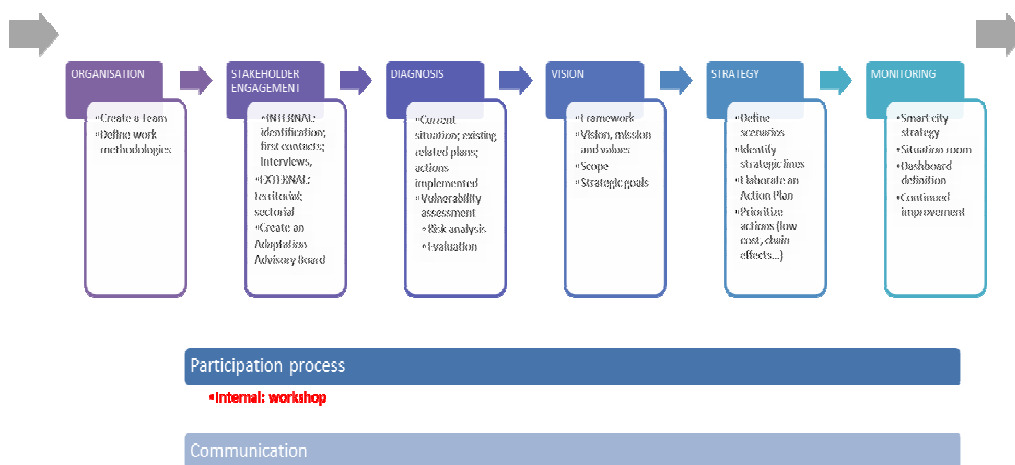 ORGANISATION
•Create a Team
•Define work
methodologies
STAKEHOLDER
ENGAGEMENT
•INTERNAL:
identification;
first contacts;
Interviews,
•EXTERNAL:
territorial;
sectorial
•Create an
Adaptation
Advisory Board
DIAGNOSIS
•Current
situation; existing
related plans;
actions
implemented
•Vulnerability
assessment
•Risk analysis
•Evaluation
VISION
•Framework
•Vision, mission
and values
•Scope
•Strategic goals
STRATEGY
•Define
scenarios
•Identify
strategic lines
•Elaborate an
Action Plan
•Prioritize
actions (low
cost, chain
effects...)
MONITORING
•Smart city
strategy
•Situation room
•Dashboard
definition
•Continued
improvement
Participation process
•Internal: workshop
Communication